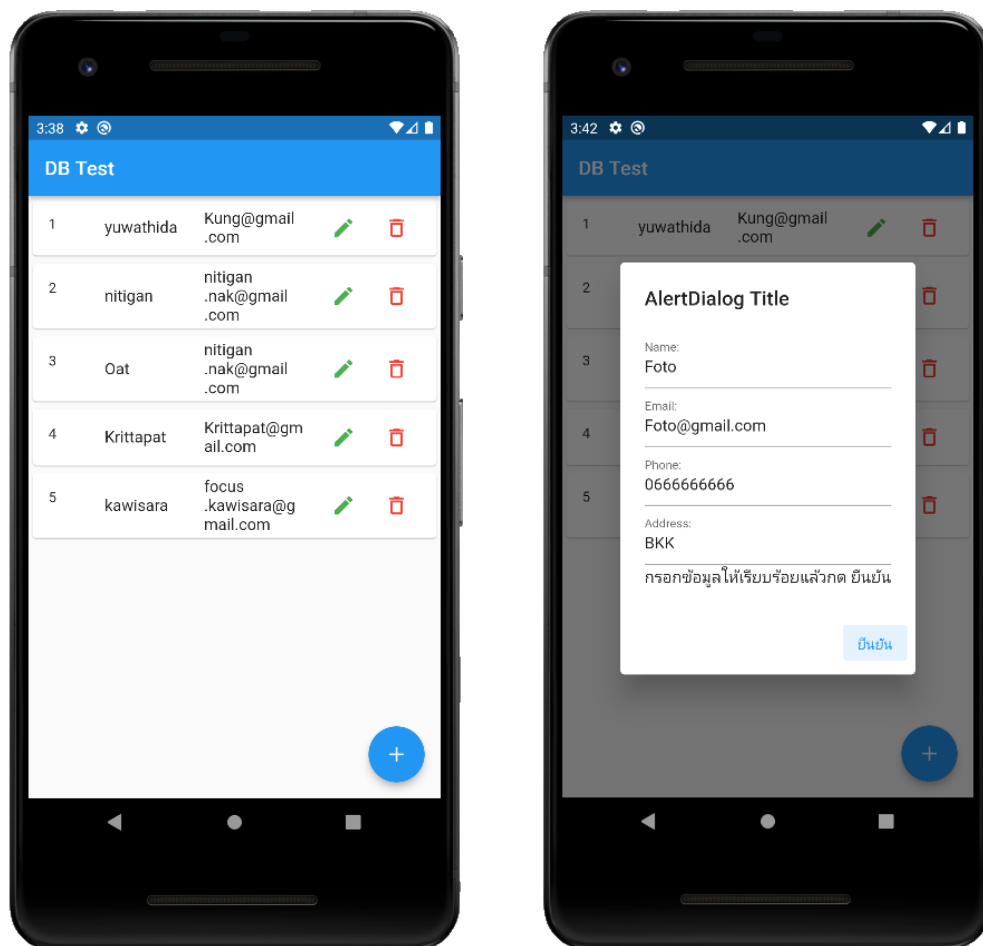 3:38
DB Test
1 yuwathida Kung@gmail
.com
2 nitigan nitigan
.nak@gmail
.com
3 Oat nitigan
.nak@gmail
.com
4 Krittapat Krittapat@gm
ail.com
5 kawisara focus
.kawisara@g
mail.com
+
3:42
DB Test
1 yuwathida Kung@gmail
.com
2
3
4
5
AlertDialog Title
Name:
Foto
Email:
Foto@gmail.com
Phone:
0666666666
Address:
BKK
กรอกข้อมูลให้เรียบร้อยแล้วกด ยืนยัน
ยืนยัน
+